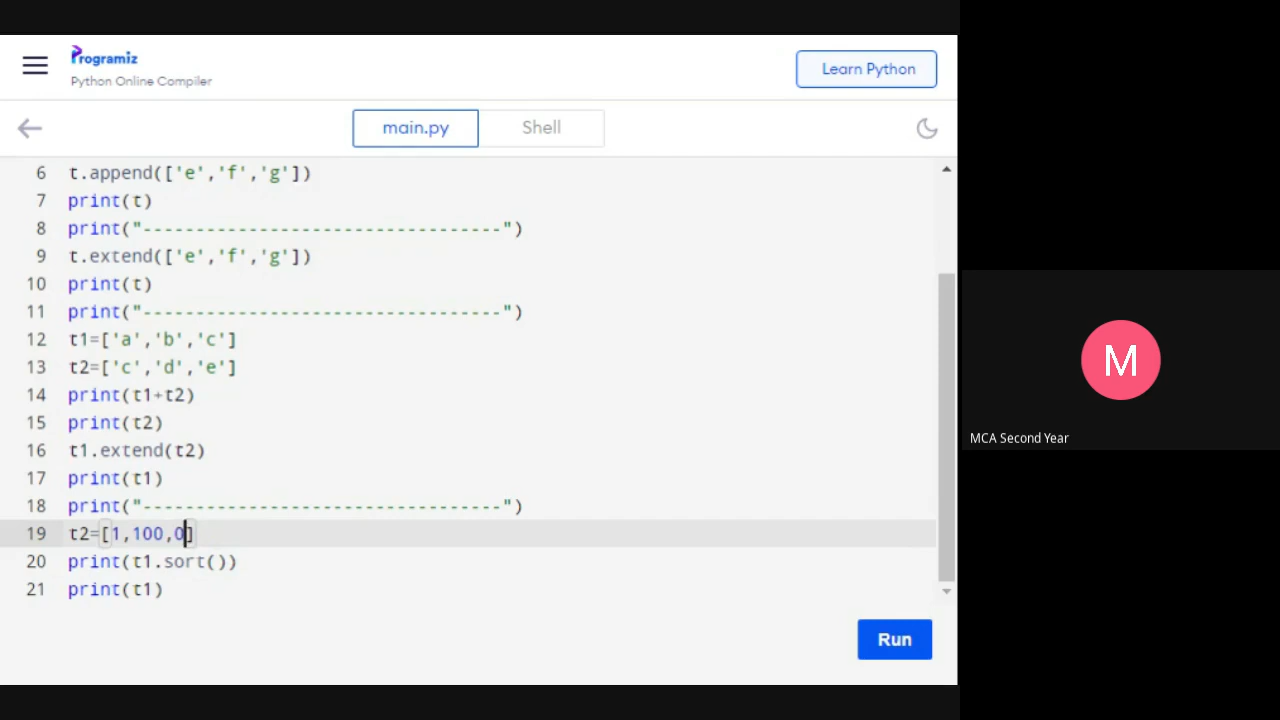 Programiz
Python Online Compiler
Learn Python
main.py
Shell
6 t.append(['e','f','g'])
7 print(t)
8 print("----------------------------------")
9 t.extend(['e','f','g'])
10 print(t)
11 print("----------------------------------")
12 t1=['a','b','c']
13 t2=['c','d','e']
14 print(t1+t2)
15 print(t2)
16 t1.extend(t2)
17 print(t1)
18 print("----------------------------------")
19 t2=[1,100,0]
20 print(t1.sort())
21 print(t1)
Run
M
MCA Second Year